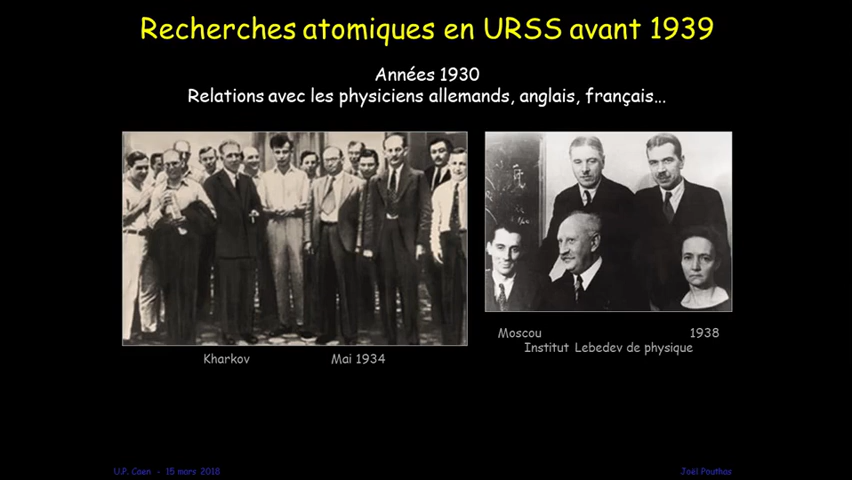 Recherches atomiques en URSS avant 1939
Années 1930
Relations avec les physiciens allemands, anglais, français...
Moscou 1938
Institut Lebedev de physique
Kharkov Mai 1934
U.P. Caen - 15 mars 2018
Joël Pouthas